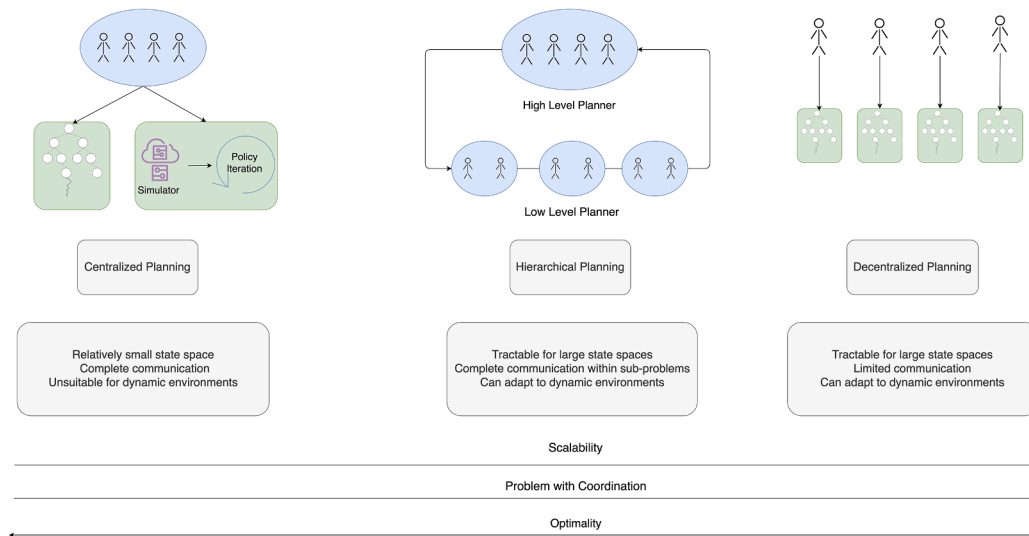 High Level Planner
Policy
Iteration
Simulator
Low Level Planner
Centralized Planning
Hierarchical Planning
Decentralized Planning
Relatively small state space
Complete communication
Unsuitable for dynamic environments
Tractable for large state spaces
Complete communication within sub-problems
Can adapt to dynamic environments
Tractable for large state spaces
Limited communication
Can adapt to dynamic environments
Scalability
Problem with Coordination
Optimality